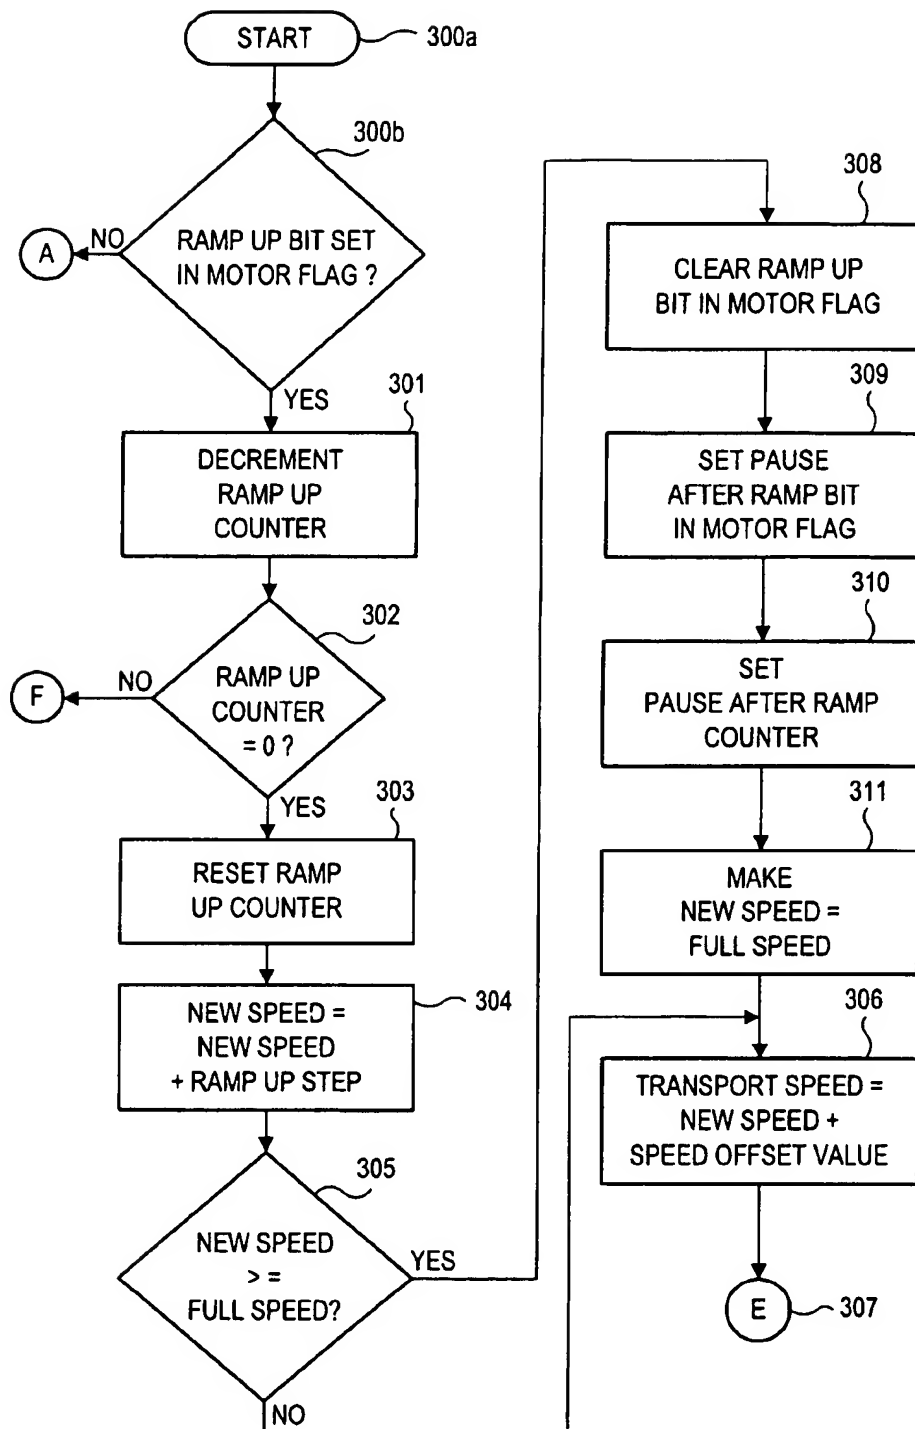 START
300a
300b
RAMP UP BIT SET
IN MOTOR FLAG ?
NO
A
YES
301
DECREMENT
RAMP UP
COUNTER
302
RAMP UP
COUNTER
= 0 ?
NO
F
YES
303
RESET RAMP
UP COUNTER
304
NEW SPEED =
NEW SPEED
+ RAMP UP STEP
305
NEW SPEED
> =
FULL SPEED?
YES
NO
308
CLEAR RAMP UP
BIT IN MOTOR FLAG
309
SET PAUSE
AFTER RAMP BIT
IN MOTOR FLAG
310
SET
PAUSE AFTER RAMP
COUNTER
311
MAKE
NEW SPEED =
FULL SPEED
306
TRANSPORT SPEED =
NEW SPEED +
SPEED OFFSET VALUE
E
307